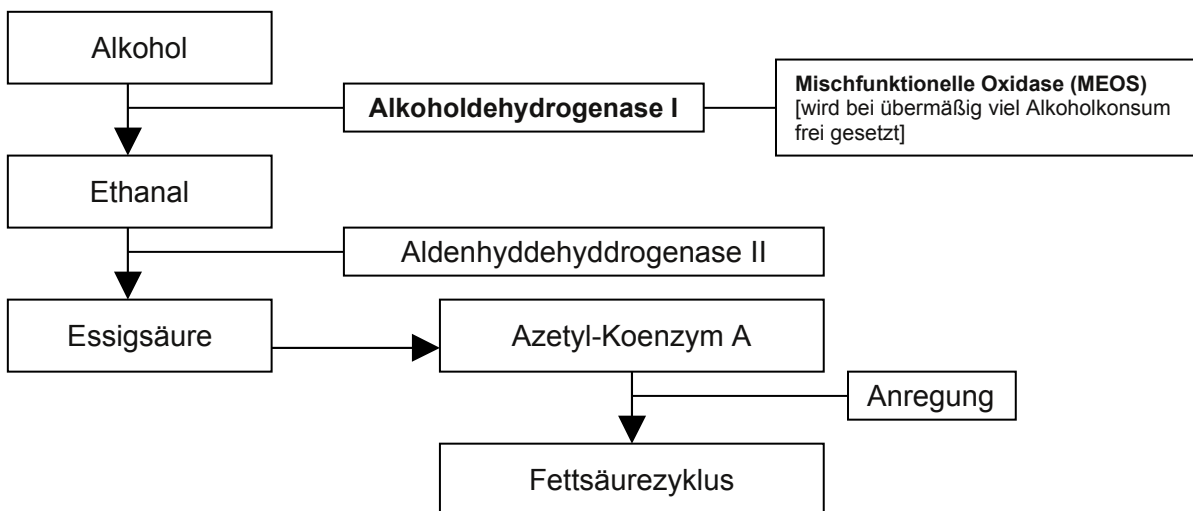 Alkohol
Alkoholdehydrogenase I
Mischfunktionelle Oxidase (MEOS)
[wird bei übermäßig viel Alkoholkonsum
frei gesetzt]
Ethanal
Aldenhyddehyddrogenase II
Essigsäure
Azetyl-Koenzym A
Anregung
Fettsäurezyklus